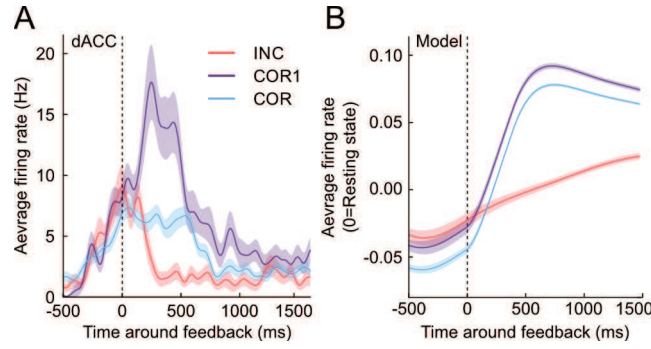 A
dACC
INC
COR1
COR
Aevrage firing rate (Hz)
20
15
10
5
0
-500
0
500
1000
1500
Time around feedback (ms)
B
Model
Aevrage firing rate
(0=Resting state)
0.10
0.05
0.00
-0.05
-500
0
500
1000
1500
Time around feedback (ms)